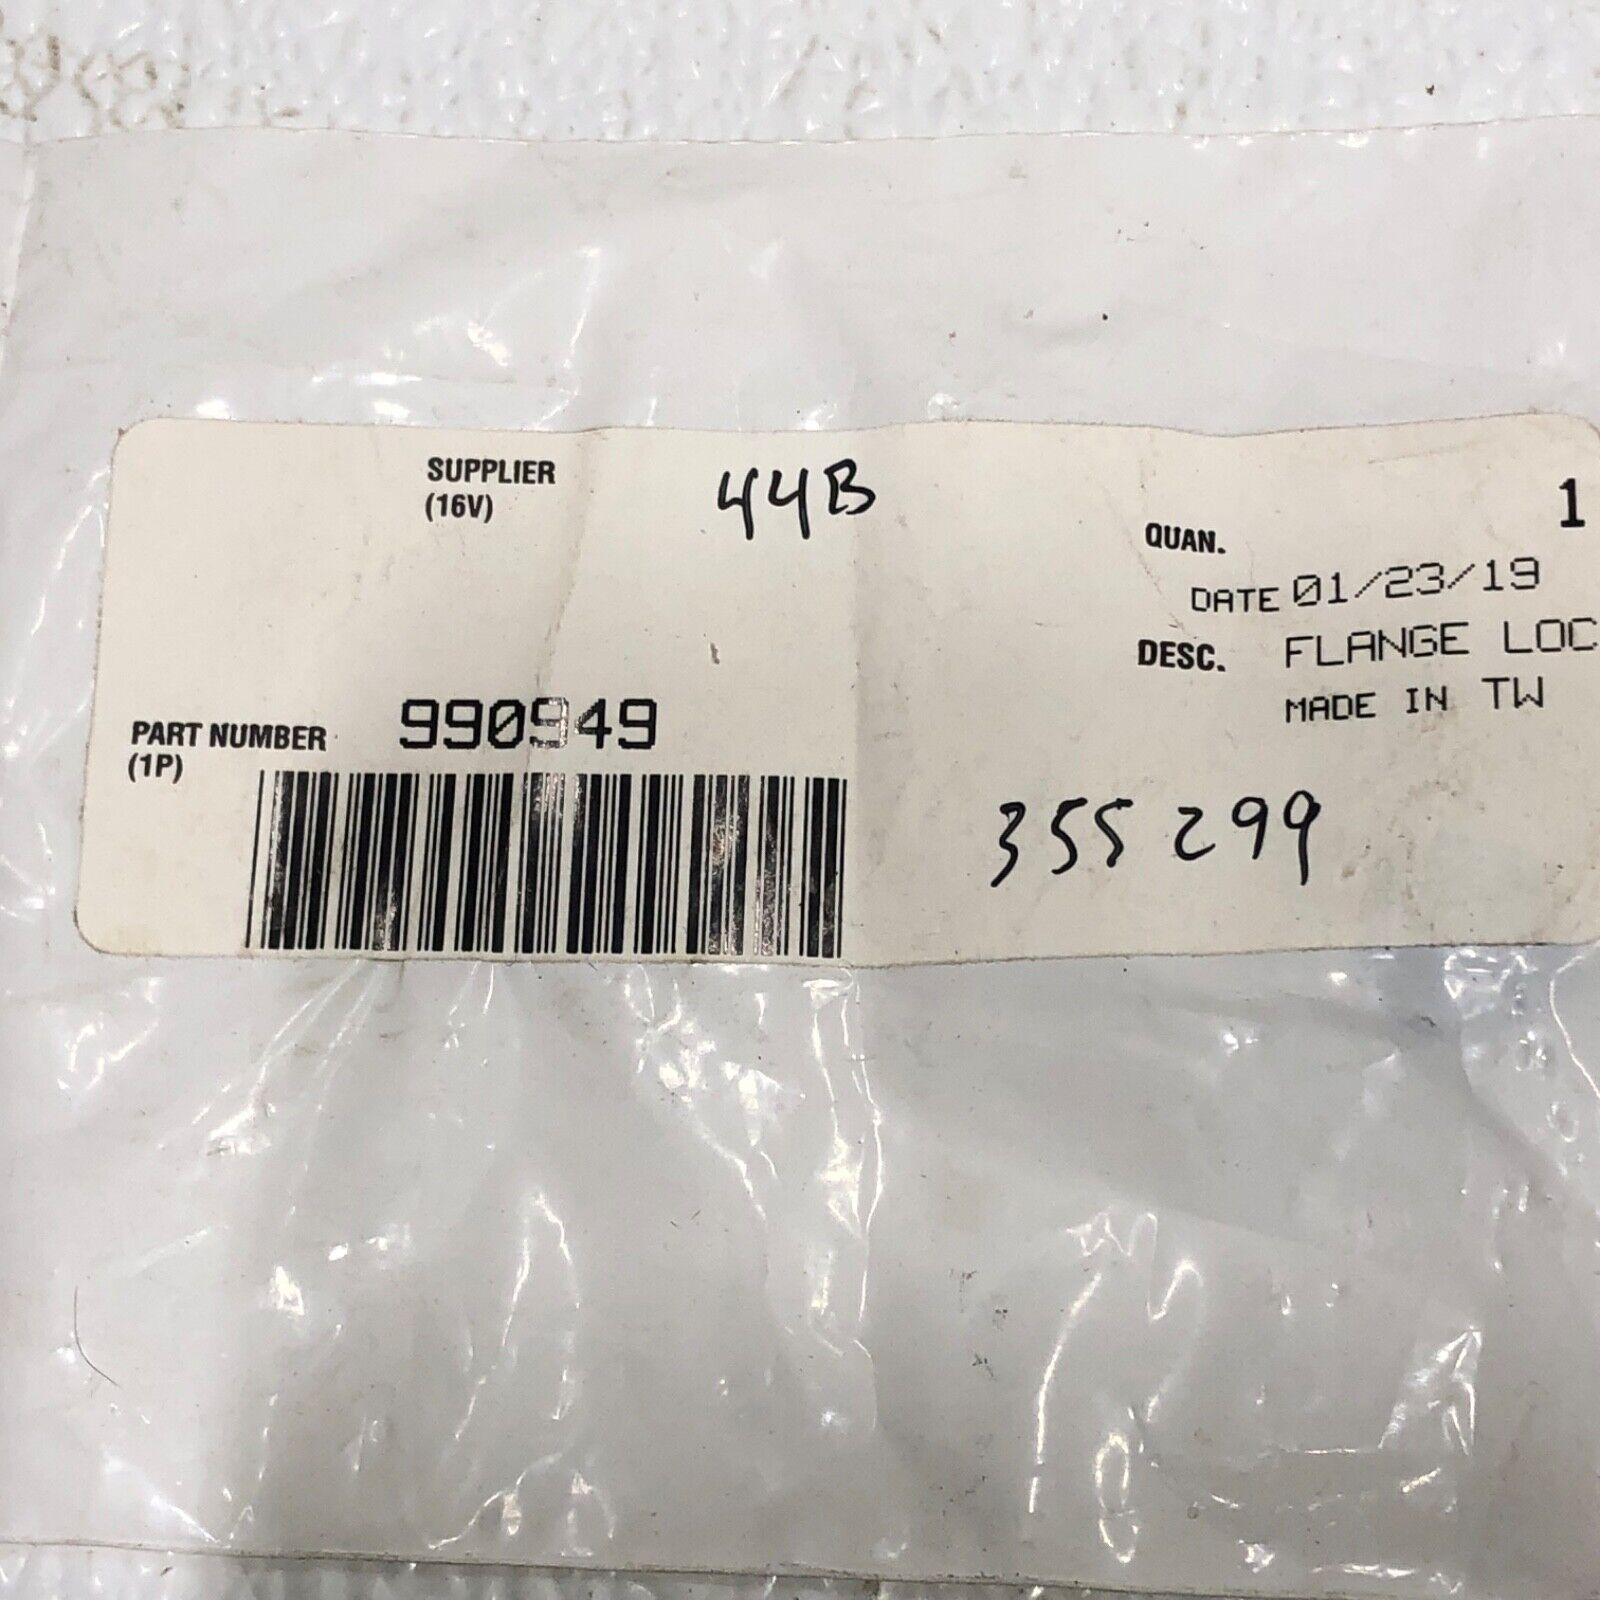 SUPPLIER
(16V)
44B
QUAN. 1
DATE 01/23/19
DESC. FLANGE LOC
MADE IN TW
PART NUMBER 990949
(1P)
355299